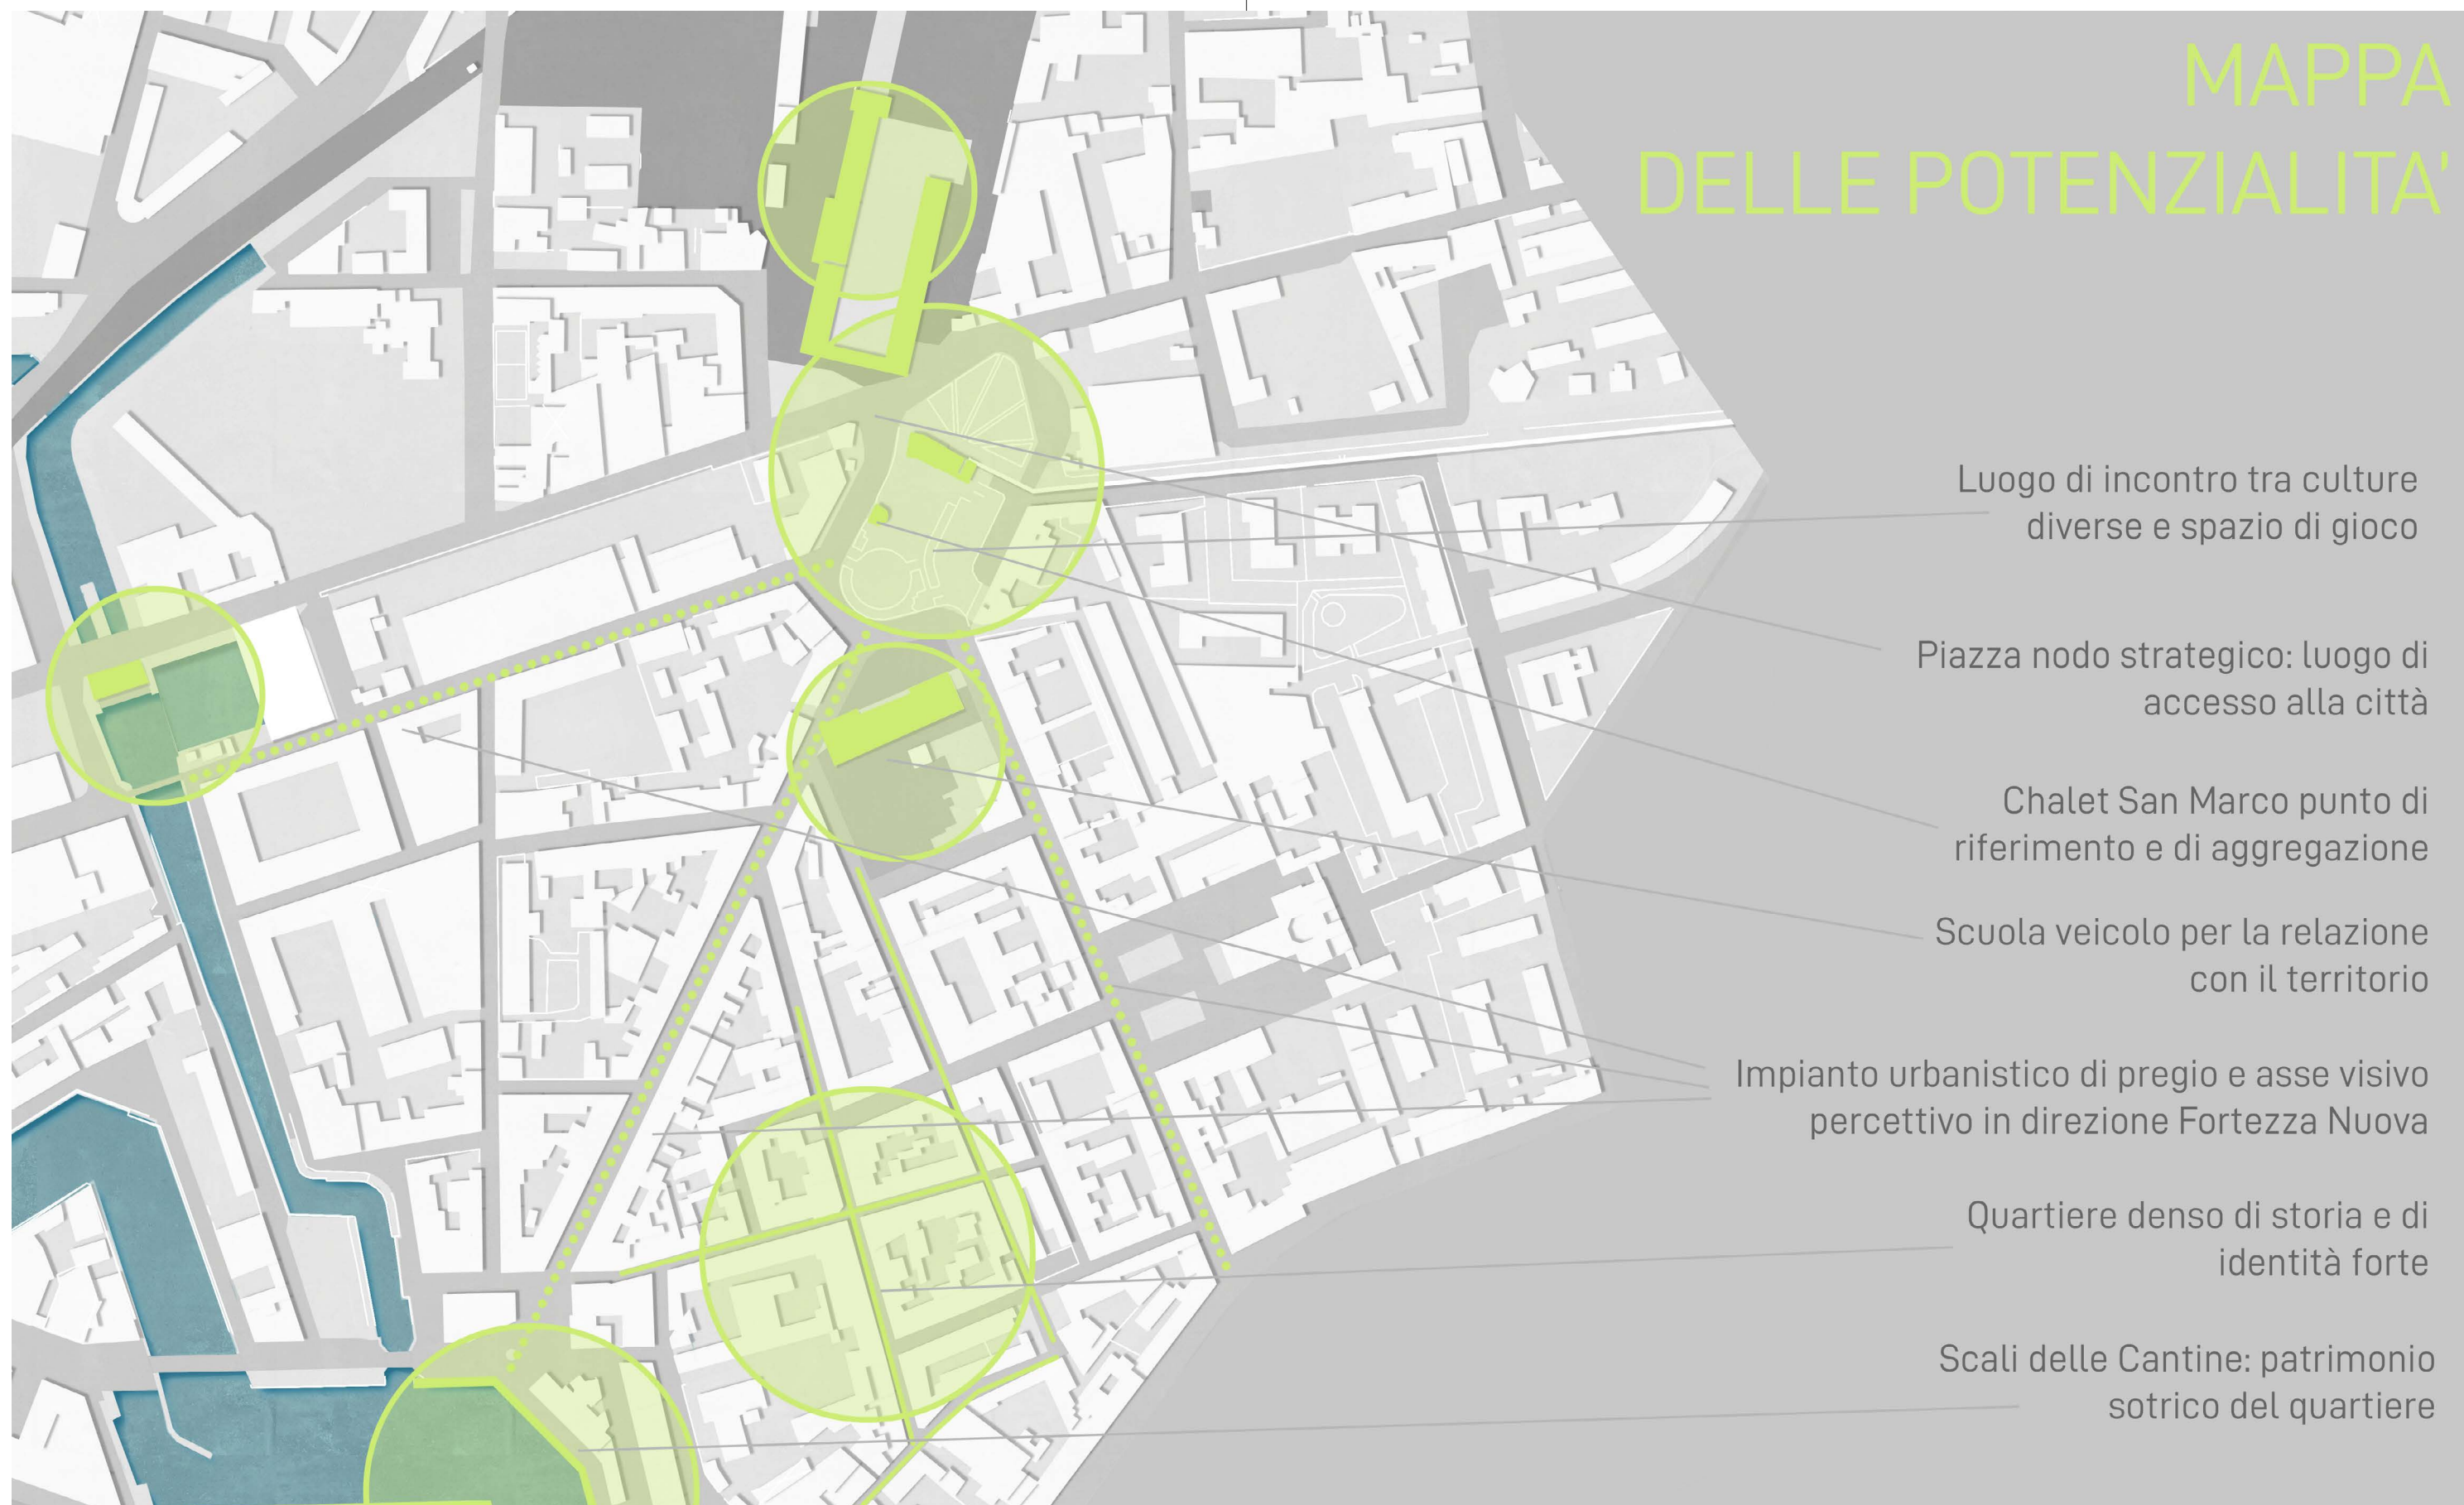 MAPPA
DELLE POTENZIALITA'
Luogo di incontro tra culture
diverse e spazio di gioco
Piazza nodo strategico: luogo di
accesso alla città
Chalet San Marco punto di
riferimento e di aggregazione
Scuola veicolo per la relazione
con il territorio
Impianto urbanistico di pregio e asse visivo
percettivo in direzione Fortezza Nuova
Quartiere denso di storia e di
identità forte
Scali delle Cantine: patrimonio
sotrico del quartiere